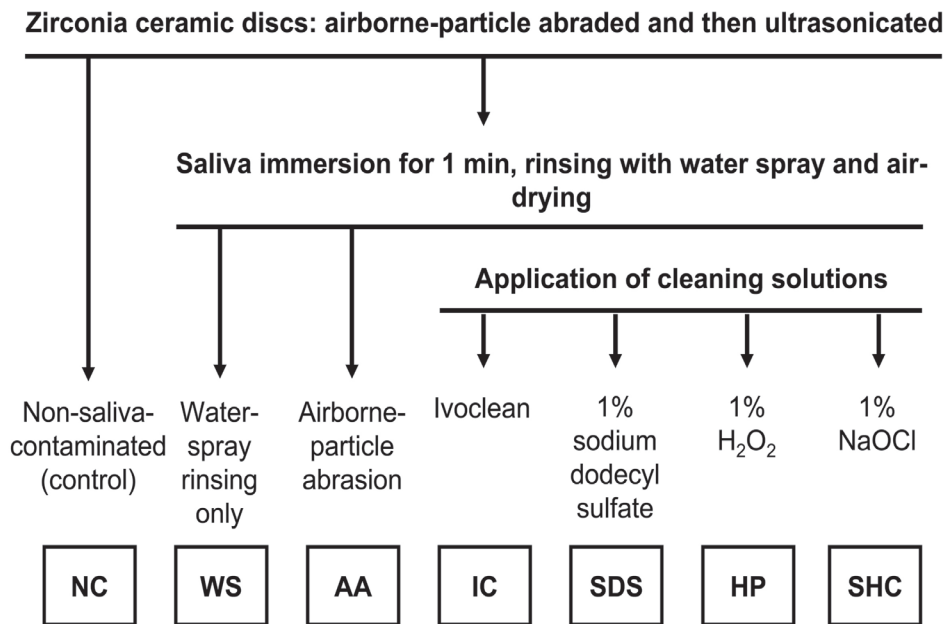 Zirconia ceramic discs: airborne-particle abraded and then ultrasonicated
Saliva immersion for 1 min, rinsing with water spray and air-
drying
Application of cleaning solutions
Non-saliva-
contaminated
(control)
Water-
spray
rinsing
only
Airborne-
particle
abrasion
Ivoclean
1%
sodium
dodecyl
sulfate
1%
H₂O₂
1%
NaOCl
NC
WS
AA
IC
SDS
HP
SHC